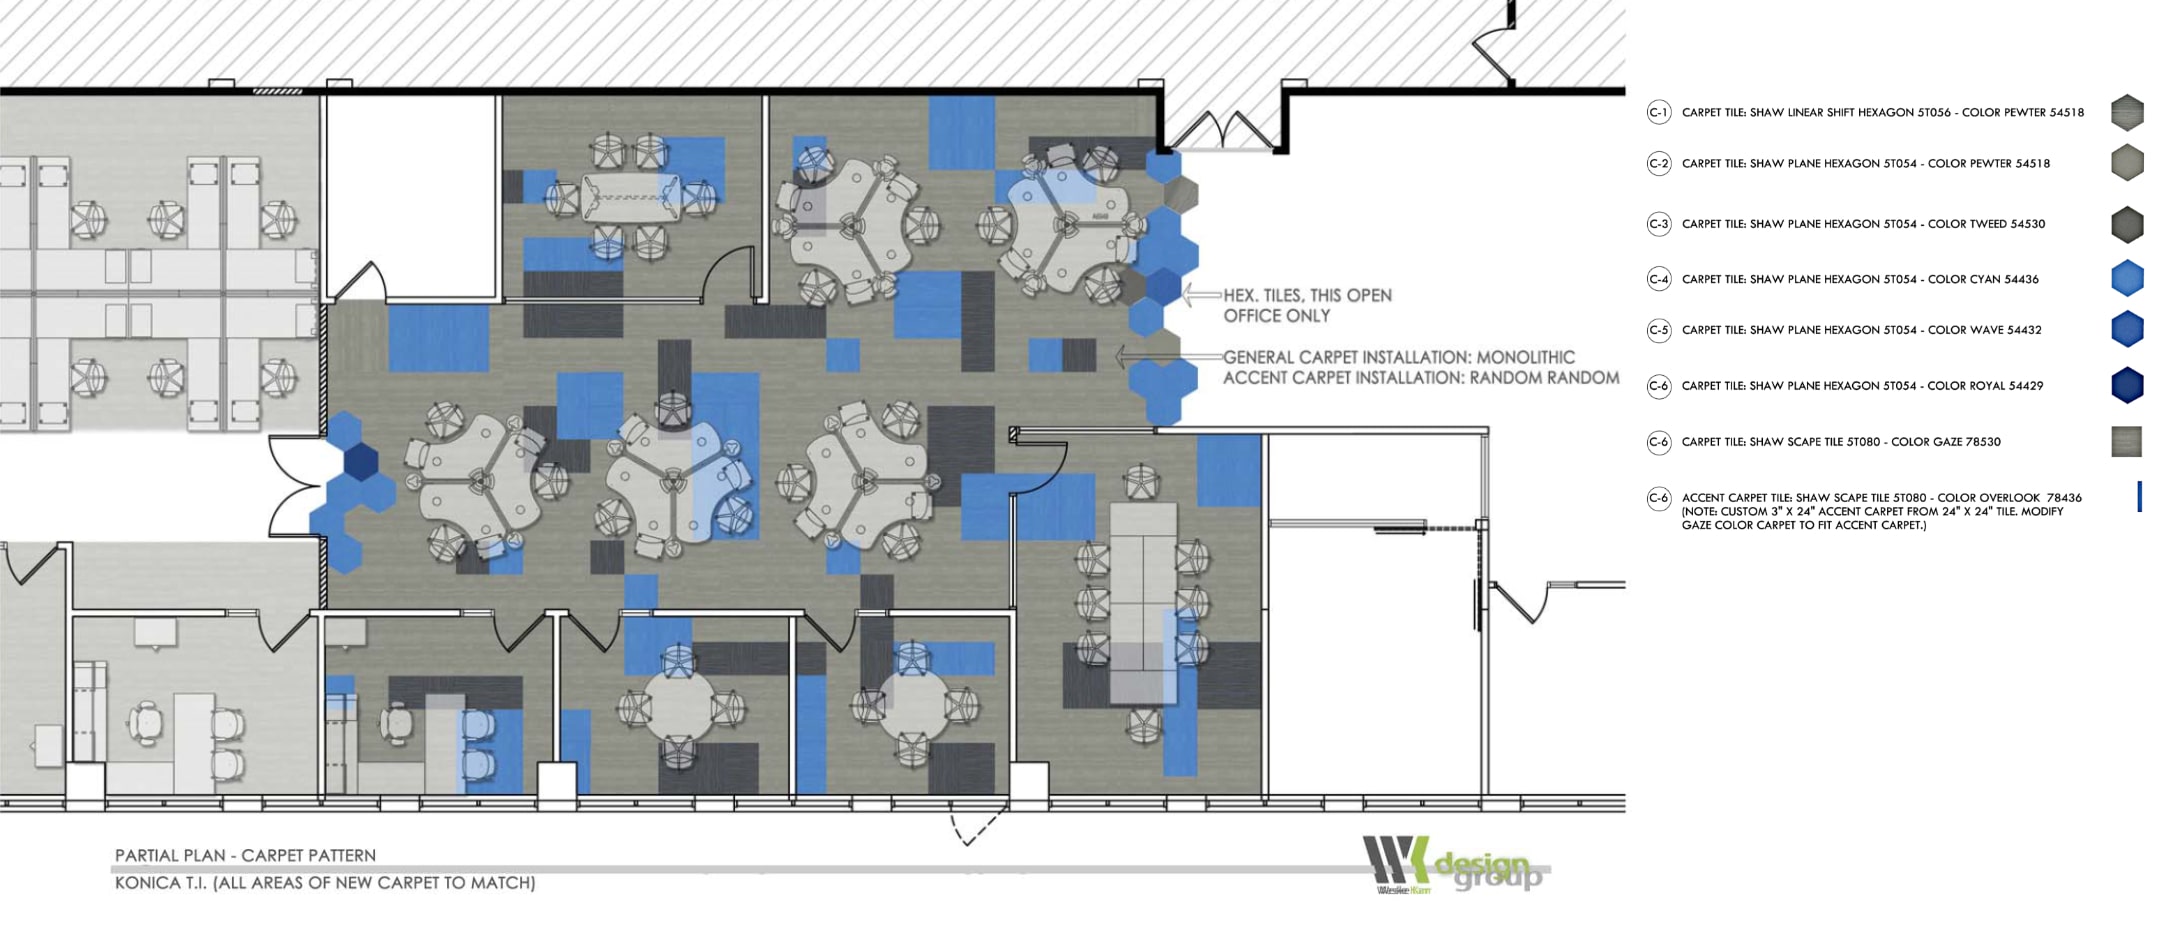 C-1 CARPET TILE: SHAW LINEAR SHIFT HEXAGON 5T056 - COLOR PEWTER 54518
C-2 CARPET TILE: SHAW PLANE HEXAGON 5T054 - COLOR PEWTER 54518
C-3 CARPET TILE: SHAW PLANE HEXAGON 5T054 - COLOR TWEED 54530
C-4 CARPET TILE: SHAW PLANE HEXAGON 5T054 - COLOR CYAN 54436
C-5 CARPET TILE: SHAW PLANE HEXAGON 5T054 - COLOR WAVE 54432
C-6 CARPET TILE: SHAW PLANE HEXAGON 5T054 - COLOR ROYAL 54429
C-6 CARPET TILE: SHAW SCAPE TILE 5T080 - COLOR GAZE 78530
C-6 ACCENT CARPET TILE: SHAW SCAPE TILE 5T080 - COLOR OVERLOOK 78436
(NOTE: CUSTOM 3" X 24" ACCENT CARPET FROM 24" X 24" TILE. MODIFY
GAZE COLOR CARPET TO FIT ACCENT CARPET.)
HEX. TILES, THIS OPEN
OFFICE ONLY
GENERAL CARPET INSTALLATION: MONOLITHIC
ACCENT CARPET INSTALLATION: RANDOM RANDOM
PARTIAL PLAN - CARPET PATTERN
KONICA T.I. (ALL AREAS OF NEW CARPET TO MATCH)
WK design
group